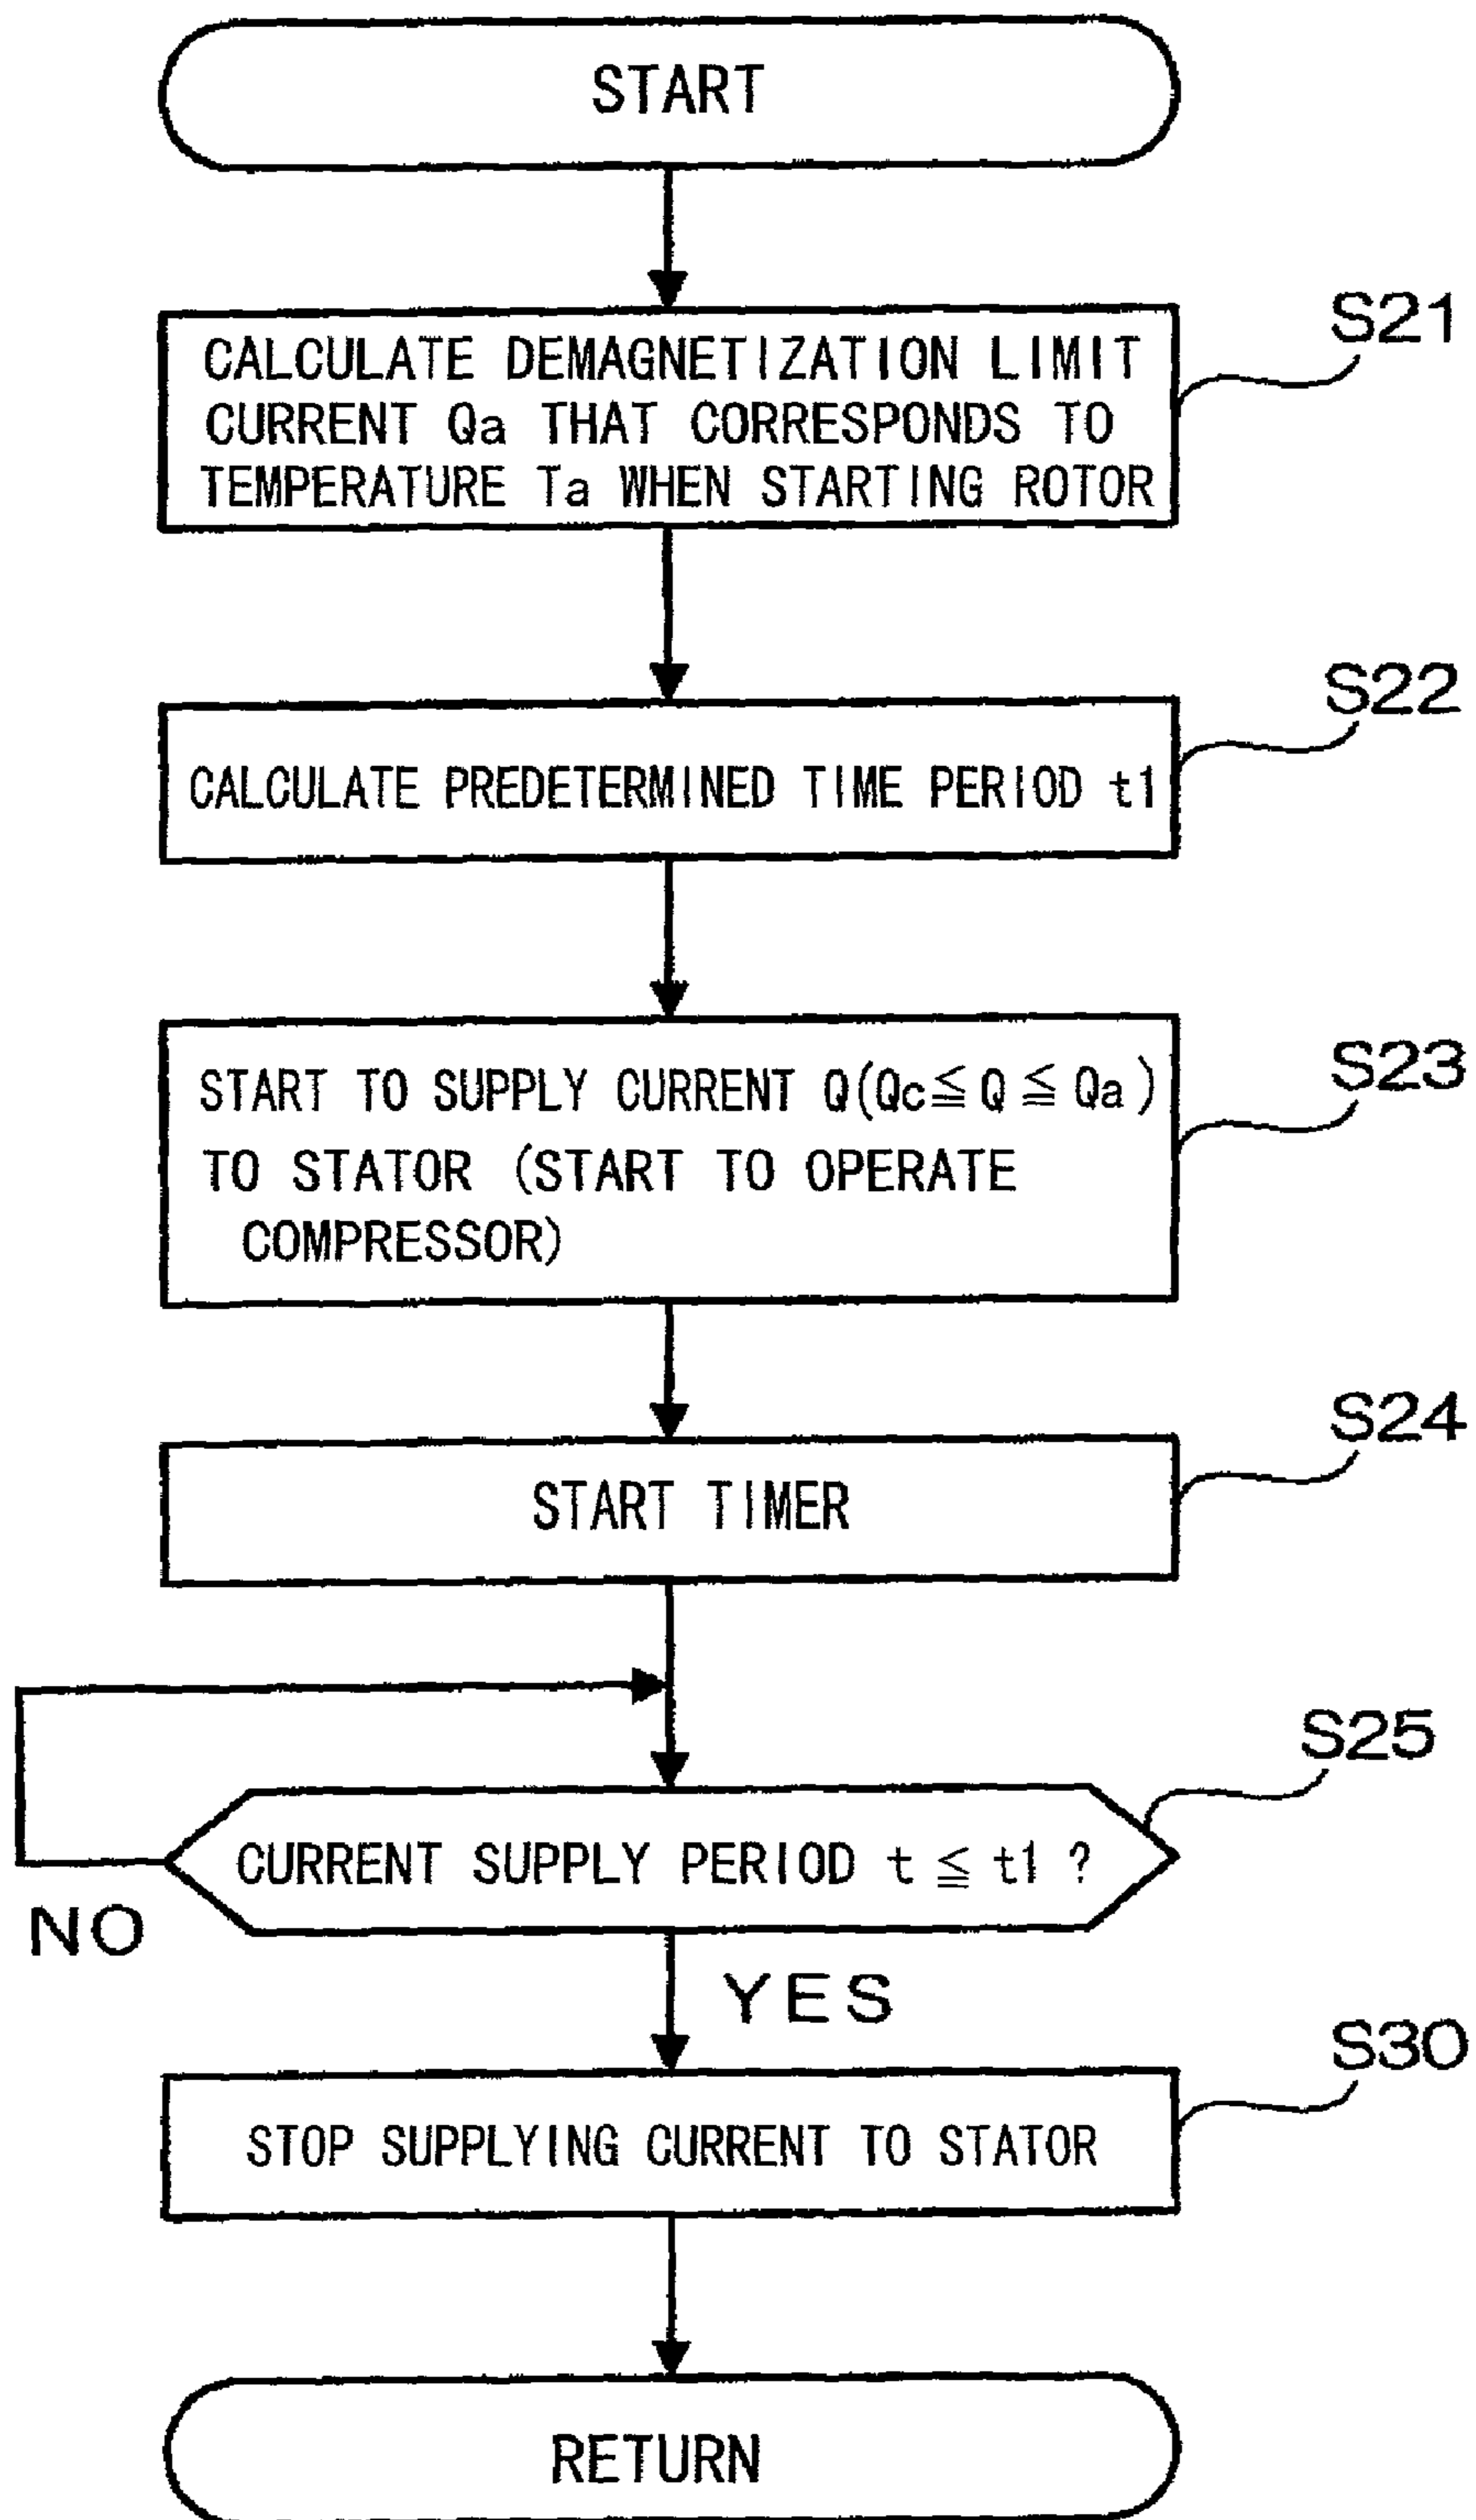 START
S21
CALCULATE DEMAGNETIZATION LIMIT
CURRENT Qa THAT CORRESPONDS TO
TEMPERATURE Ta WHEN STARTING ROTOR
S22
CALCULATE PREDETERMINED TIME PERIOD t1
S23
START TO SUPPLY CURRENT Q(Qc≦Q≦Qa)
TO STATOR (START TO OPERATE
COMPRESSOR)
S24
START TIMER
S25
CURRENT SUPPLY PERIOD t ≦ t1 ?
NO
YES
S30
STOP SUPPLYING CURRENT TO STATOR
RETURN